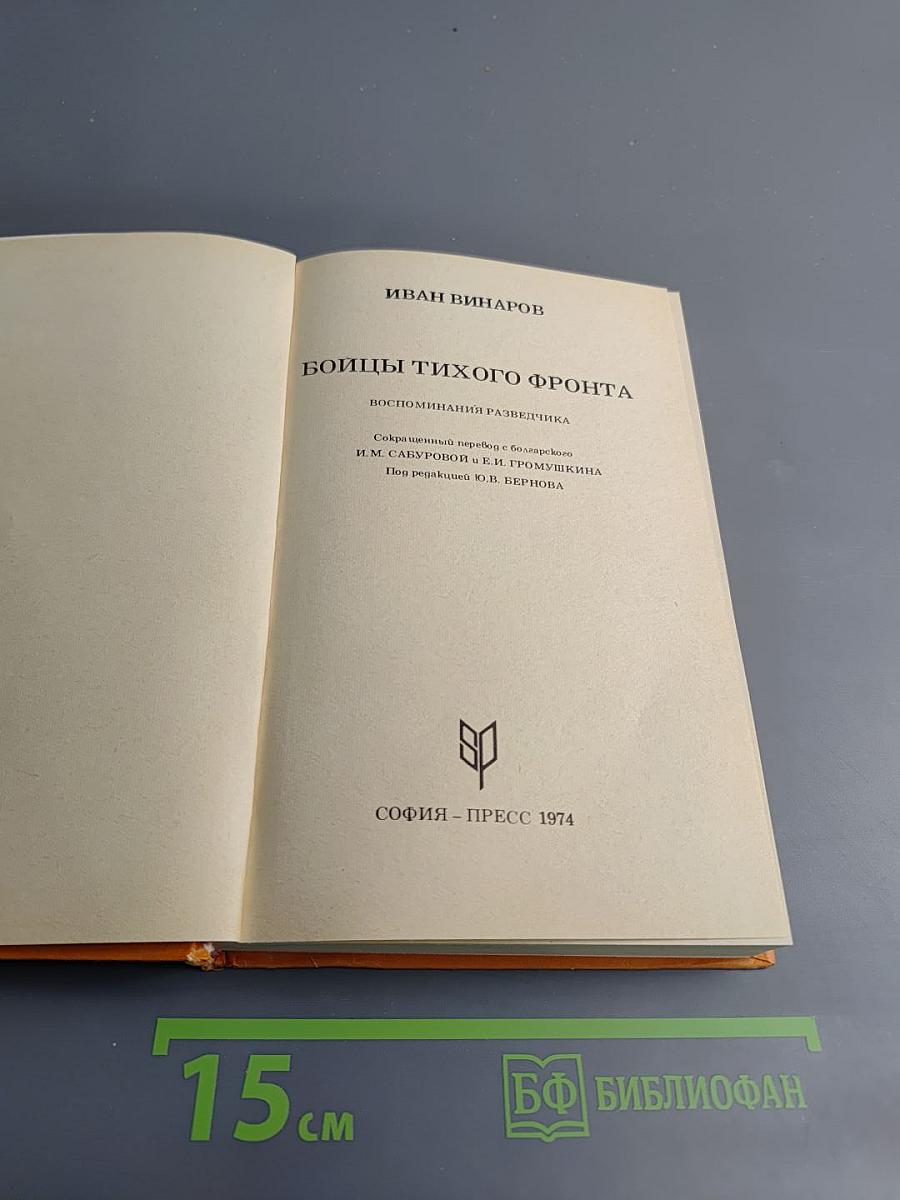 ИВАН ВИНАРОВ
БОЙЦЫ ТИХОГО ФРОНТА
ВОСПОМИНАНИЯ РАЗВЕДЧИКА
Сокращенный перевод с болгарского
И.М. САБУРОВОЙ и Е.И. ГРОМУШКИНА
Под редакцией Ю.В. БЕРНОВА
SP
СОФИЯ – ПРЕСС 1974
15 см
БФ БИБЛИОФАН